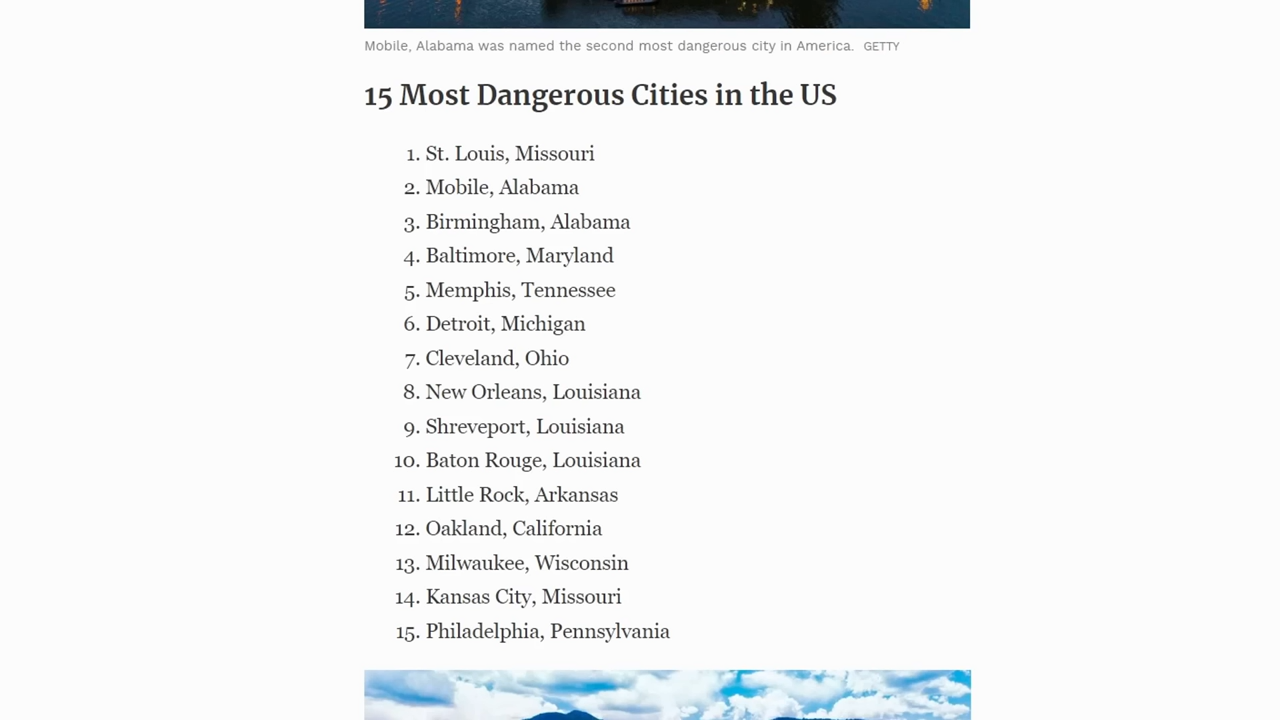 Mobile, Alabama was named the second most dangerous city in America. GETTY
15 Most Dangerous Cities in the US
1. St. Louis, Missouri
2. Mobile, Alabama
3. Birmingham, Alabama
4. Baltimore, Maryland
5. Memphis, Tennessee
6. Detroit, Michigan
7. Cleveland, Ohio
8. New Orleans, Louisiana
9. Shreveport, Louisiana
10. Baton Rouge, Louisiana
11. Little Rock, Arkansas
12. Oakland, California
13. Milwaukee, Wisconsin
14. Kansas City, Missouri
15. Philadelphia, Pennsylvania